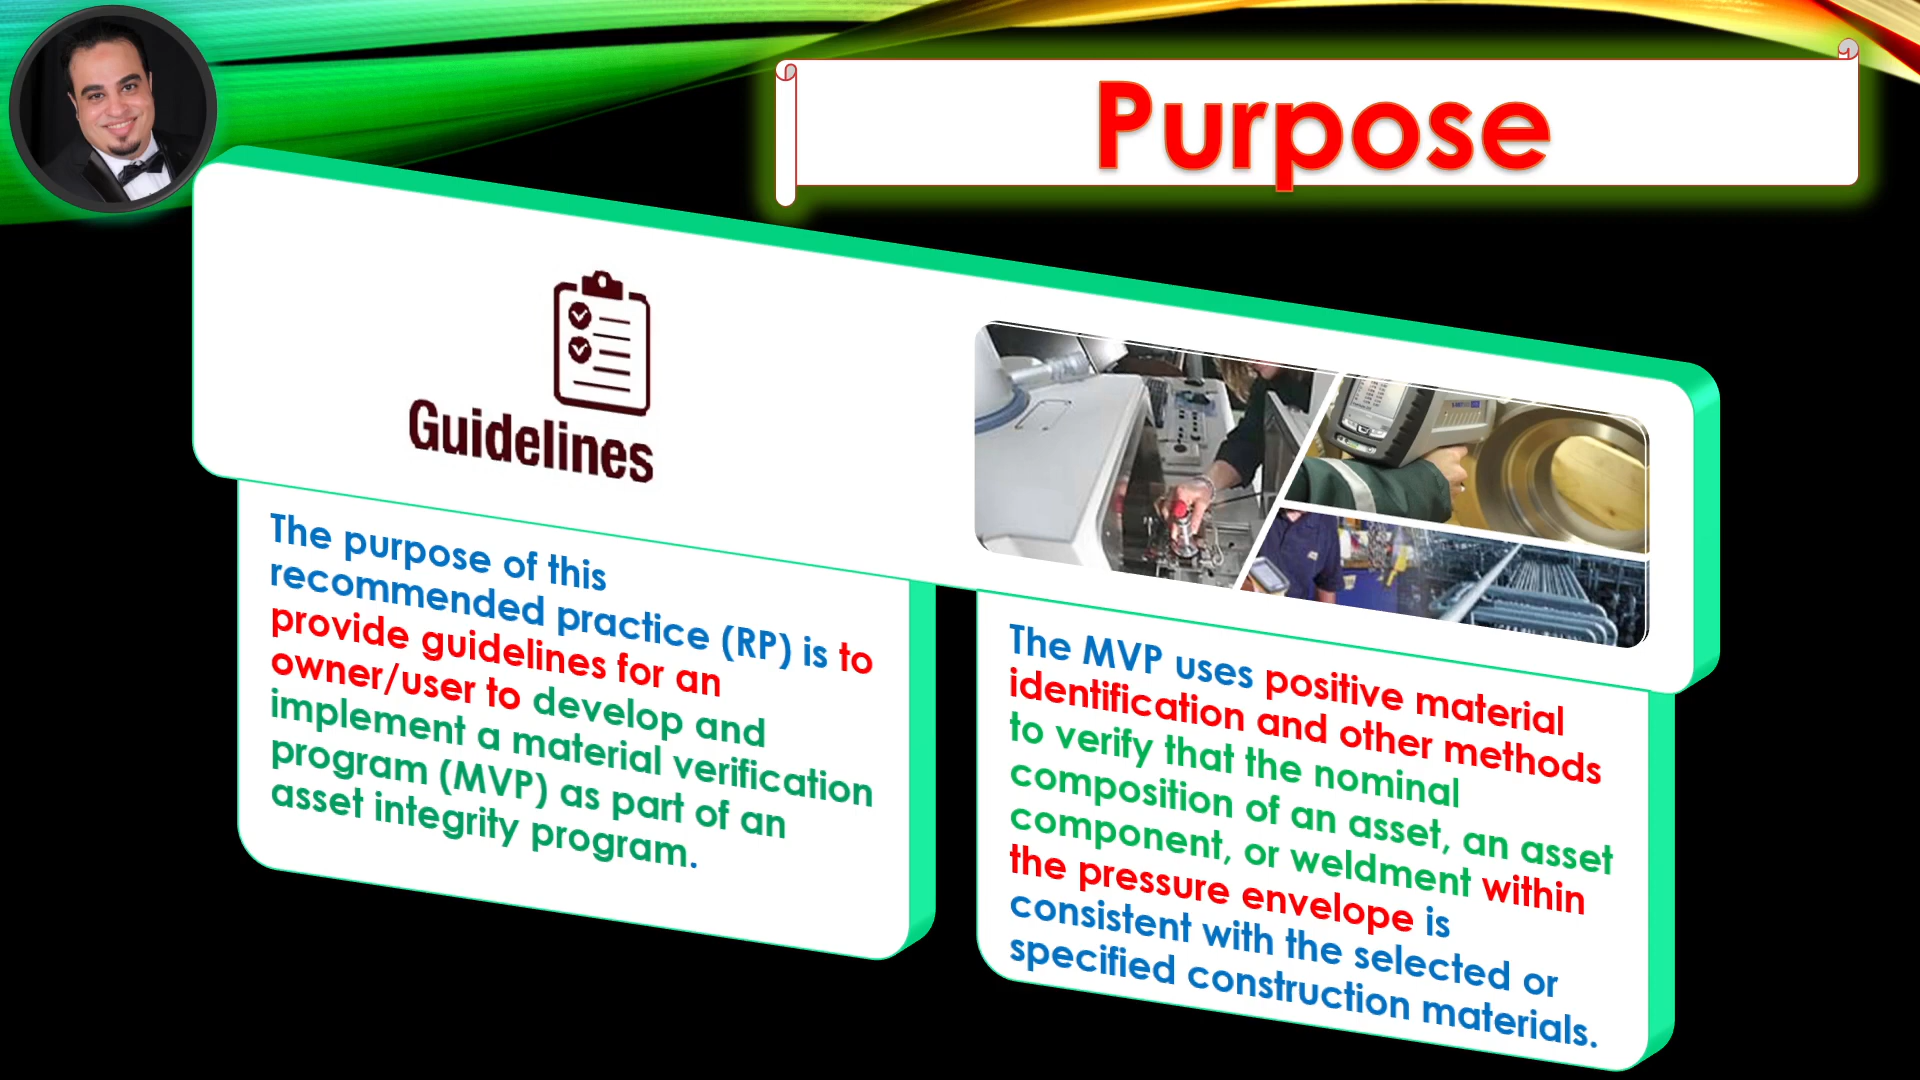 Purpose
Guidelines
The purpose of this
recommended practice (RP) is to
provide guidelines for an
owner/user to develop and
implement a material verification
program (MVP) as part of an
asset integrity program.
The MVP uses positive material
identification and other methods
to verify that the nominal
composition of an asset, an asset
component, or weldment within
the pressure envelope is
consistent with the selected or
specified construction materials.